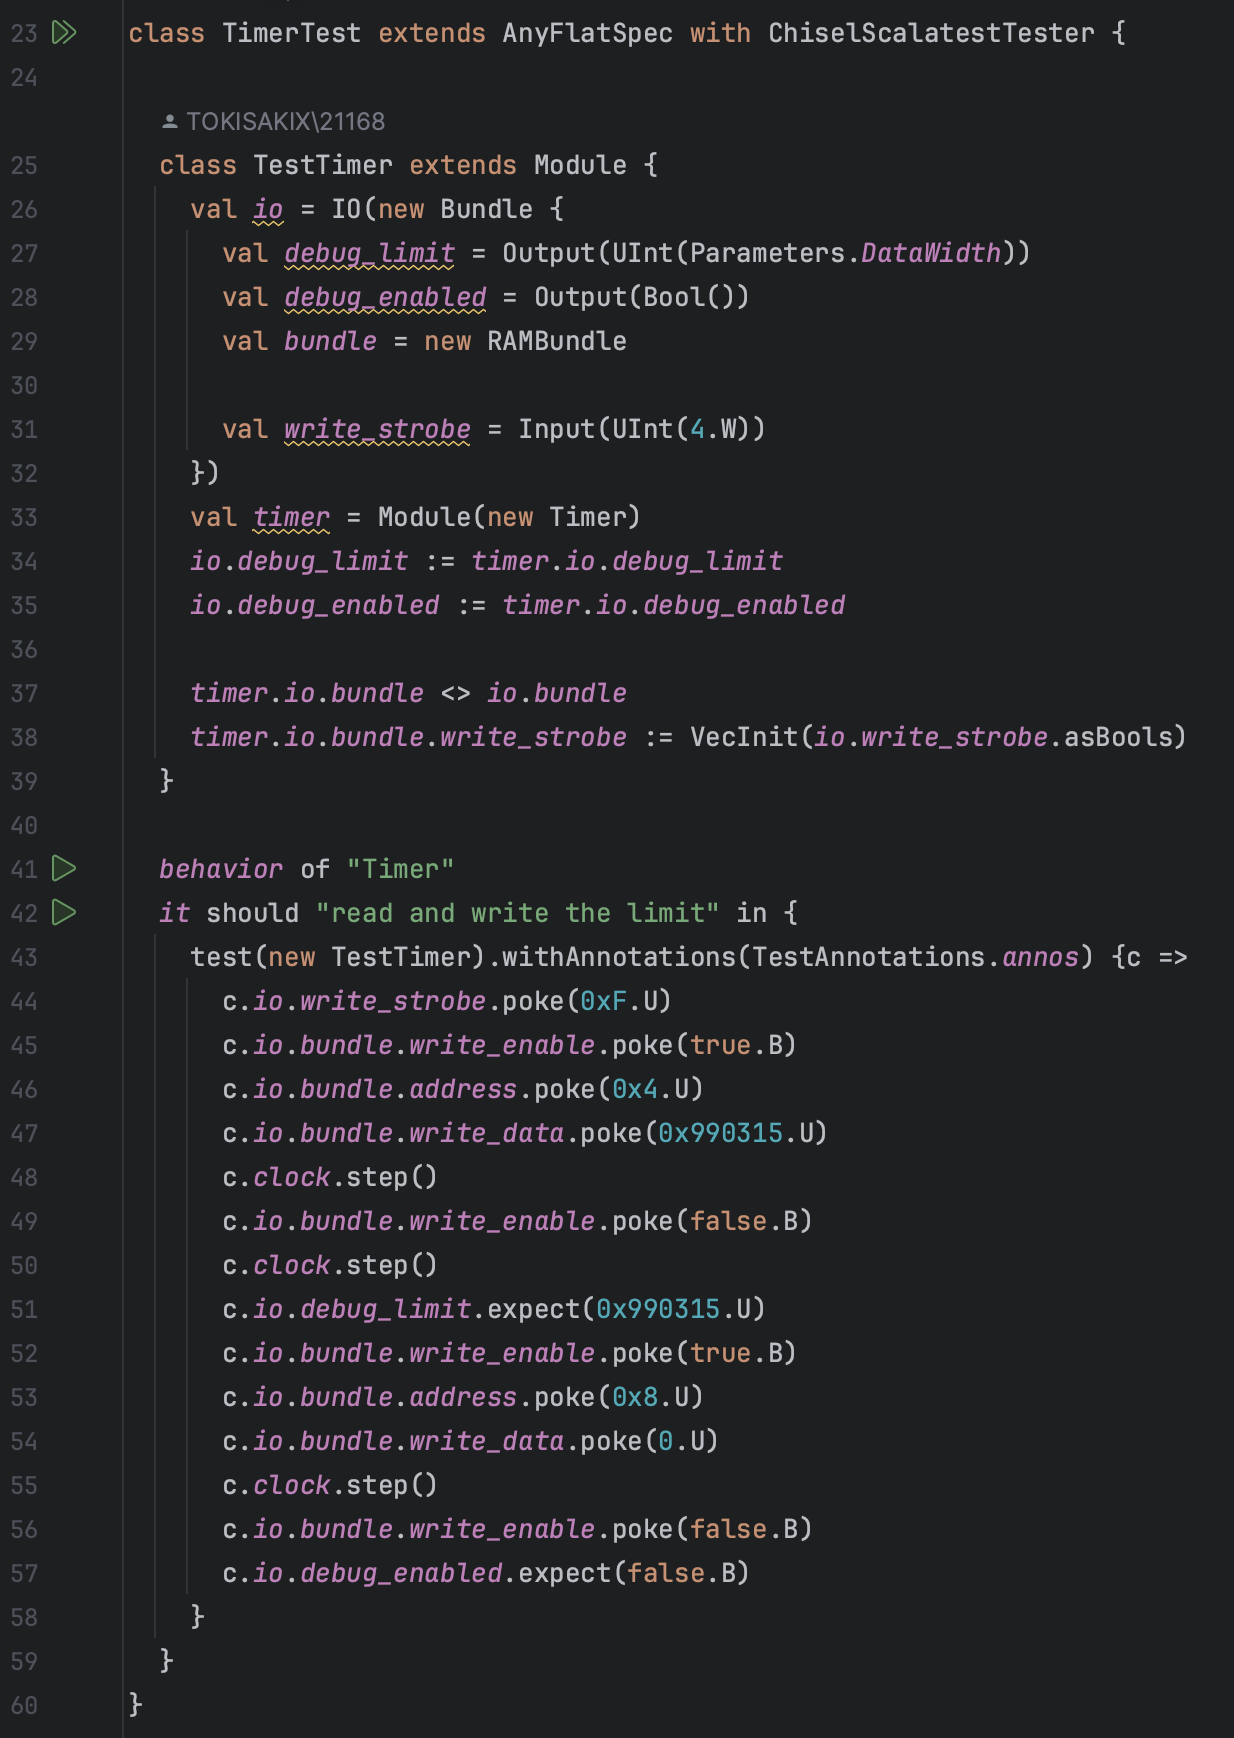 23 class TimerTest extends AnyFlatSpec with ChiselScalatestTester {
24
TOKISAKIX\21168
25 class TestTimer extends Module {
26 val io = IO(new Bundle {
27 val debug_limit = Output(UInt(Parameters.DataWidth))
28 val debug_enabled = Output(Bool())
29 val bundle = new RAMBundle
30
31 val write_strobe = Input(UInt(4.W))
32 })
33 val timer = Module(new Timer)
34 io.debug_limit := timer.io.debug_limit
35 io.debug_enabled := timer.io.debug_enabled
36
37 timer.io.bundle <> io.bundle
38 timer.io.bundle.write_strobe := VecInit(io.write_strobe.asBools)
39 }
40
41 behavior of "Timer"
42 it should "read and write the limit" in {
43 test(new TestTimer).withAnnotations(TestAnnotations.annos) {c =>
44 c.io.write_strobe.poke(0xF.U)
45 c.io.bundle.write_enable.poke(true.B)
46 c.io.bundle.address.poke(0x4.U)
47 c.io.bundle.write_data.poke(0x990315.U)
48 c.clock.step()
49 c.io.bundle.write_enable.poke(false.B)
50 c.clock.step()
51 c.io.debug_limit.expect(0x990315.U)
52 c.io.bundle.write_enable.poke(true.B)
53 c.io.bundle.address.poke(0x8.U)
54 c.io.bundle.write_data.poke(0.U)
55 c.clock.step()
56 c.io.bundle.write_enable.poke(false.B)
57 c.io.debug_enabled.expect(false.B)
58 }
59 }
60 }